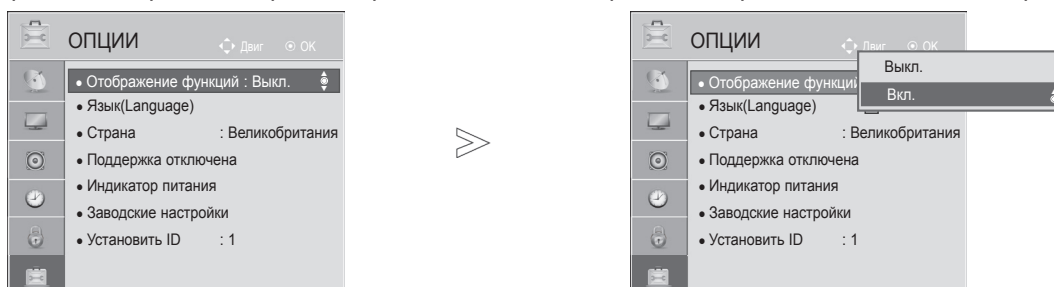 ОПЦИИ
Двиг OK
• Отображение функций : Выкл.
• Язык(Language)
• Страна : Великобритания
• Поддержка отключена
• Индикатор питания
• Заводские настройки
• Установить ID : 1
ОПЦИИ
Двиг OK
Выкл.
Вкл.
• Отображение функций
• Язык(Language)
• Страна : Великобритания
• Поддержка отключена
• Индикатор питания
• Заводские настройки
• Установить ID : 1